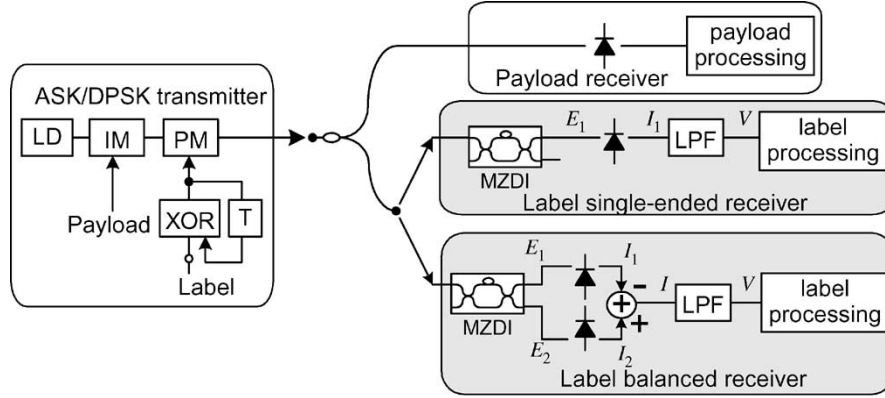 ASK/DPSK transmitter
LD
IM
PM
Payload
XOR
T
Label
payload
processing
Payload receiver
MZDI
E1
I1
LPF
V
label
processing
Label single-ended receiver
MZDI
E1
I1
E2
I2
-
+
+
I
LPF
V
label
processing
Label balanced receiver